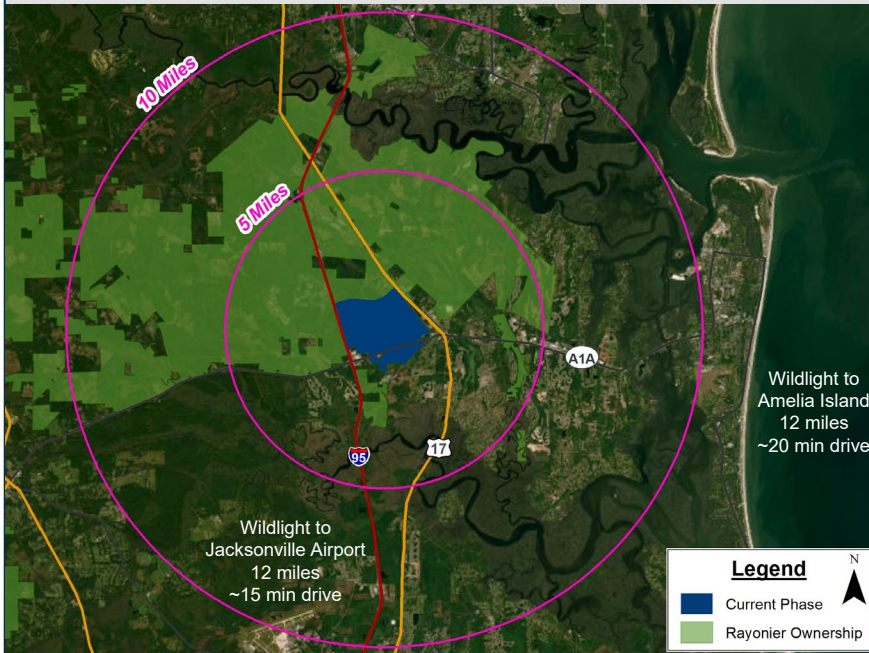 10 Miles
5 Miles
A1A
Wildlight to
Amelia Island
12 miles
~20 min drive
17
95
Wildlight to
Jacksonville Airport
12 miles
~15 min drive
Legend
N
Current Phase
Rayonier Ownership